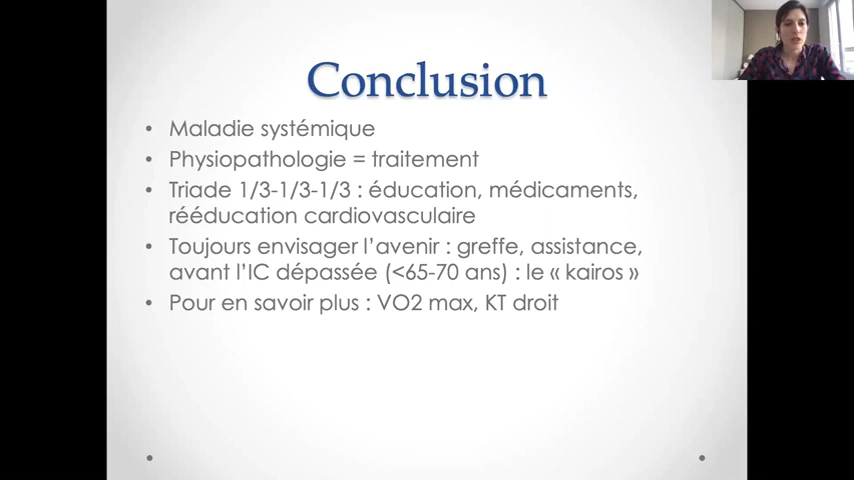 Conclusion
• Maladie systémique
• Physiopathologie = traitement
• Triade 1/3-1/3-1/3 : éducation, médicaments,
rééducation cardiovasculaire
• Toujours envisager l’avenir : greffe, assistance,
avant l’IC dépassée (<65-70 ans) : le « kairos »
• Pour en savoir plus : VO2 max, KT droit